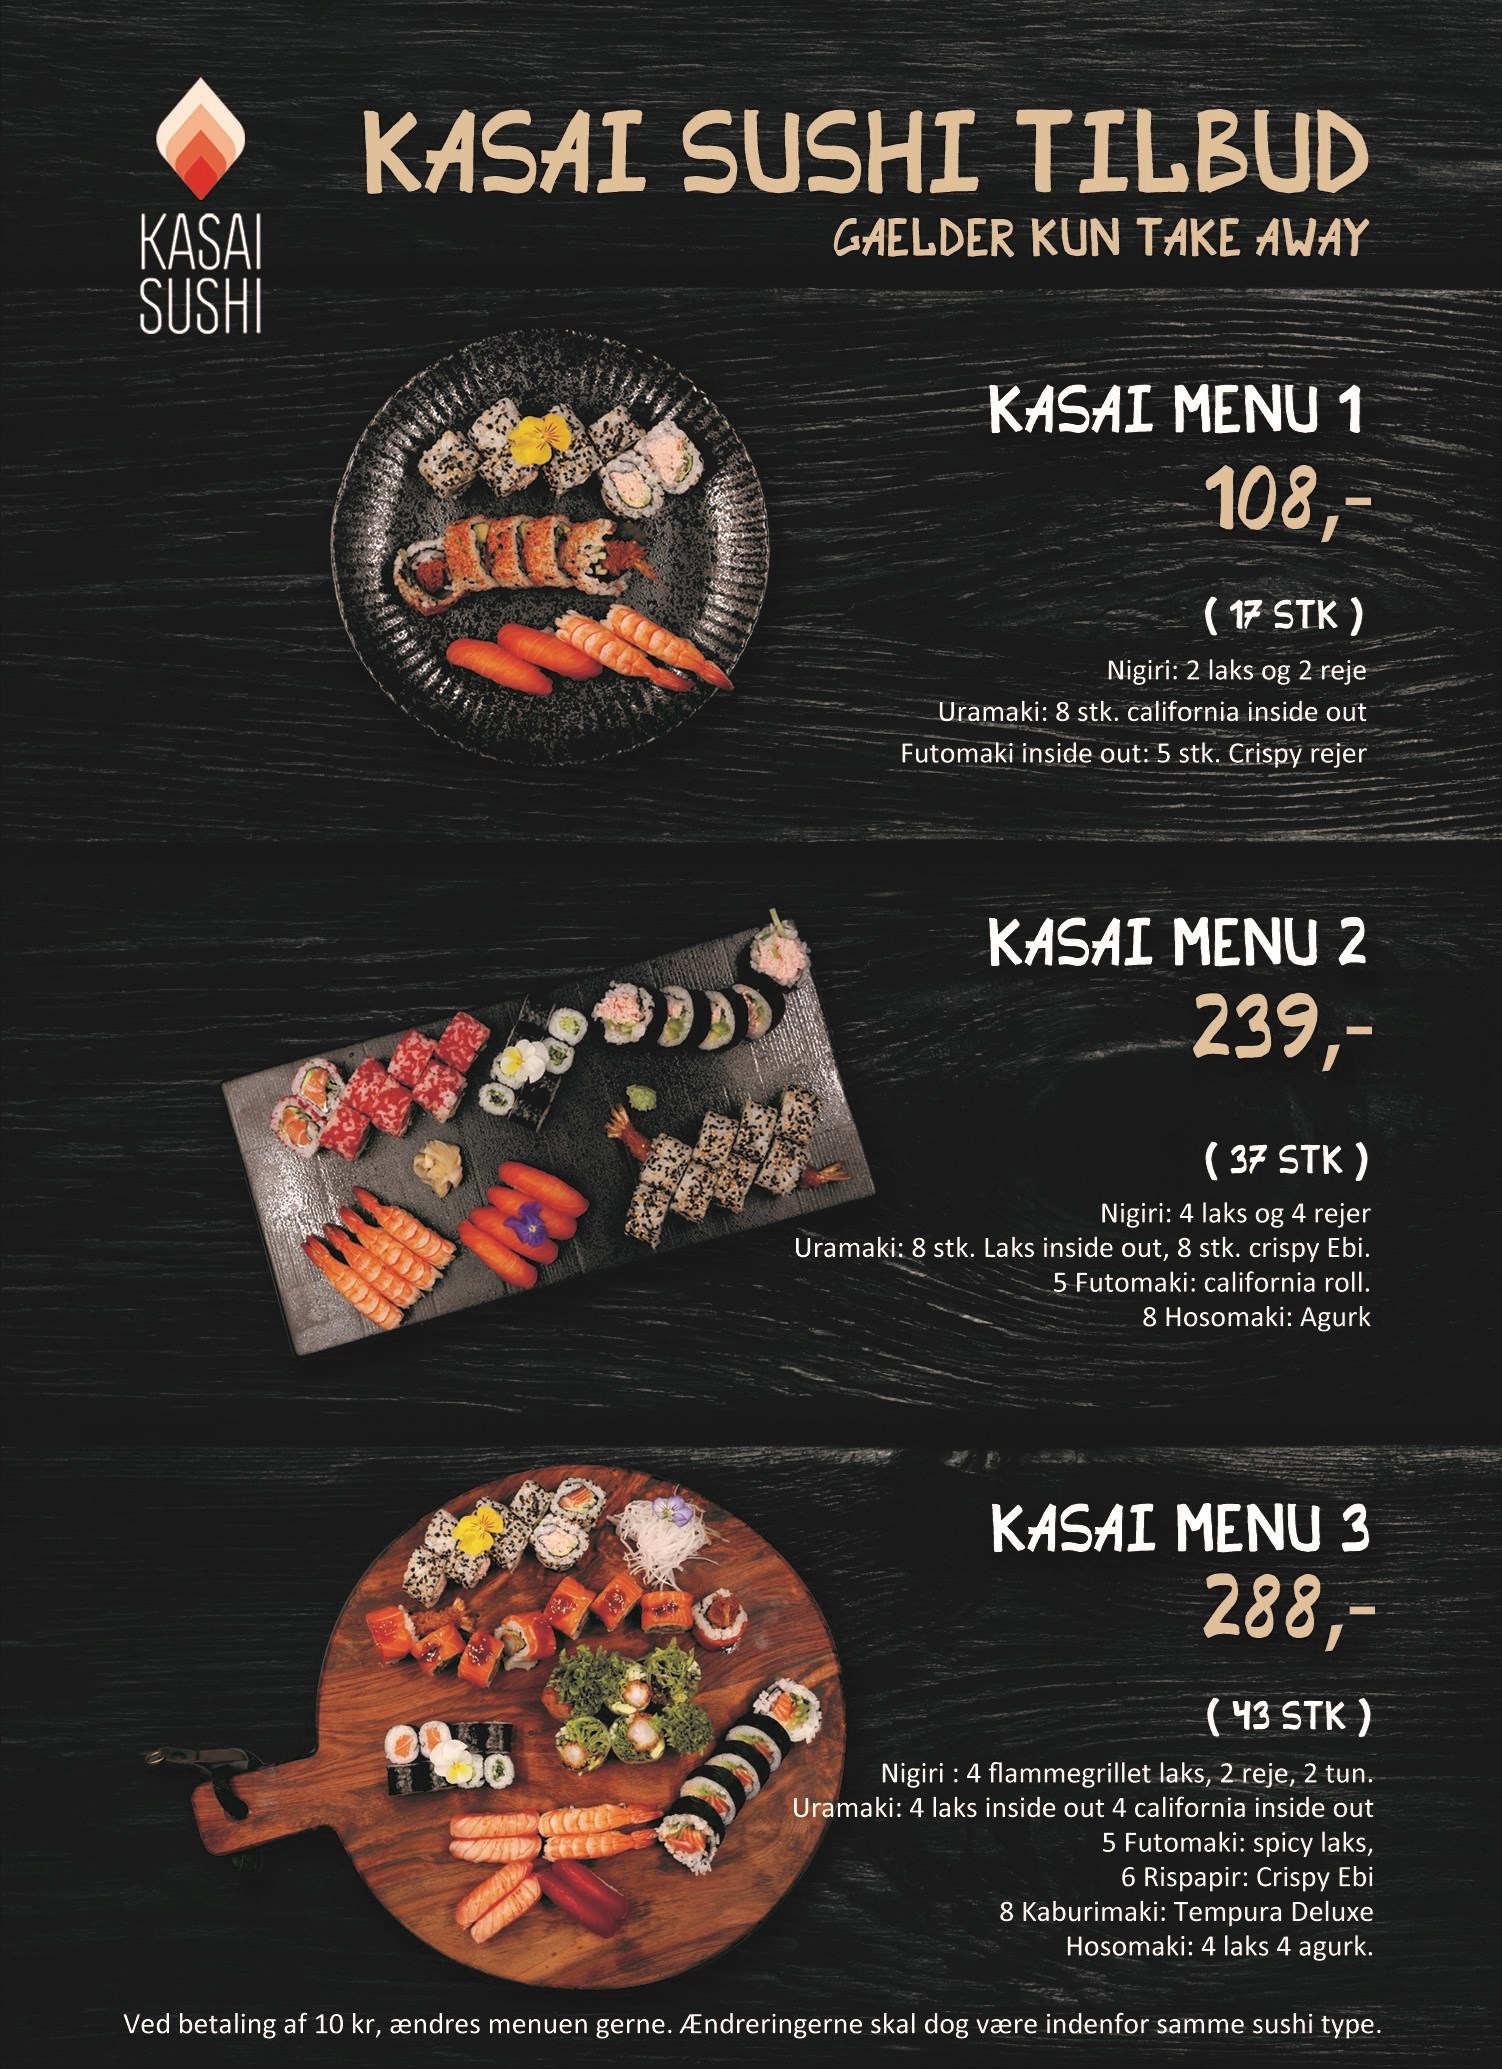 KASAI SUSHI TILBUD
GAELDER KUN TAKE AWAY
KASAI
SUSHI
KASAI MENU 1
108,-
( 17 STK )
Nigiri: 2 laks og 2 reje
Uramaki: 8 stk. california inside out
Futomaki inside out: 5 stk. Crispy rejer
KASAI MENU 2
239,-
( 37 STK )
Nigiri: 4 laks og 4 rejer
Uramaki: 8 stk. Laks inside out, 8 stk. crispy Ebi.
5 Futomaki: california roll.
8 Hosomaki: Agurk
KASAI MENU 3
288,-
( 43 STK )
Nigiri : 4 flammegrillet laks, 2 reje, 2 tun.
Uramaki: 4 laks inside out 4 california inside out
5 Futomaki: spicy laks,
6 Rispapir: Crispy Ebi
8 Kaburimaki: Tempura Deluxe
Hosomaki: 4 laks 4 agurk.
Ved betaling af 10 kr, ændres menuen gerne. Ændreringerne skal dog være indenfor samme sushi type.